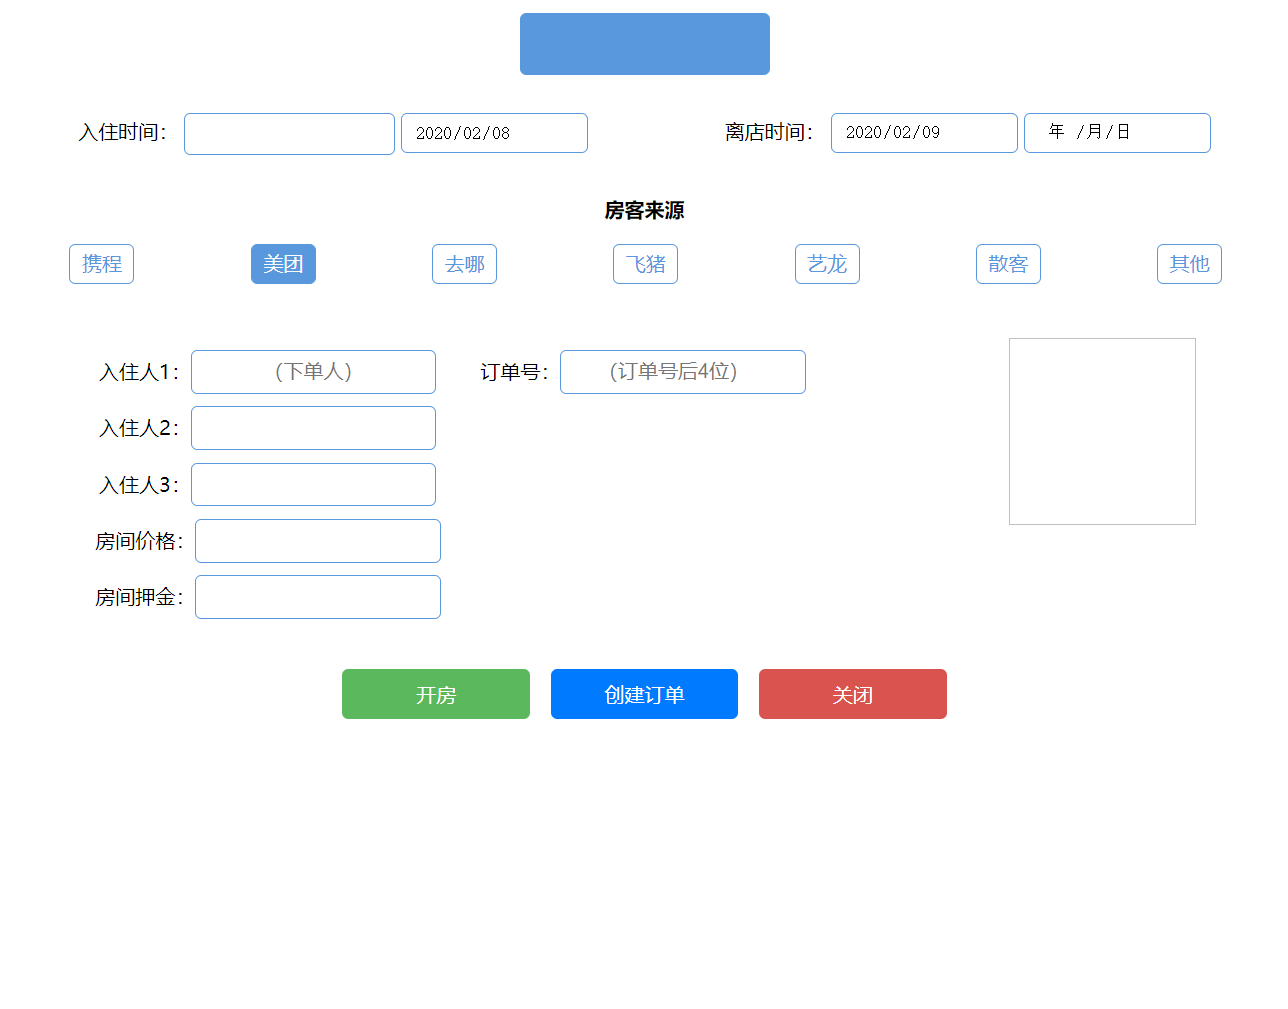 入住时间： 2020/02/08 离店时间： 2020/02/09 年 /月/日
房客来源
携程 美团 去哪 飞猪 艺龙 散客 其他
入住人1： （下单人） 订单号： （订单号后4位）
入住人2：
入住人3：
房间价格：
房间押金：
开房 创建订单 关闭